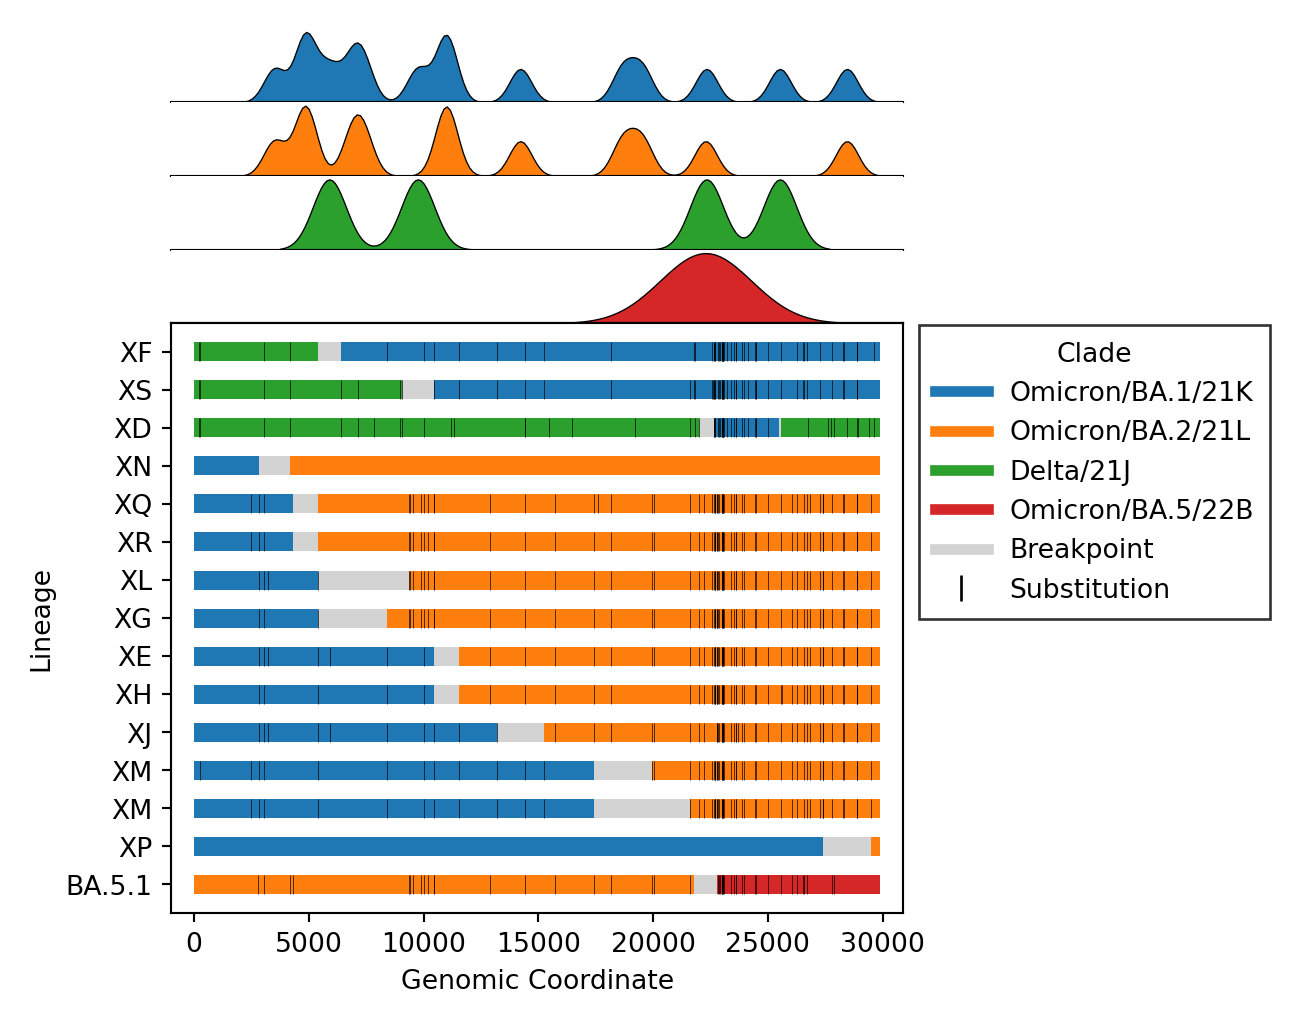 XF
XS
XD
XN
XQ
XR
XL
XG
XE
XH
XJ
XM
XM
XP
BA.5.1
Lineage
0 5000 10000 15000 20000 25000 30000
Genomic Coordinate
Clade
Omicron/BA.1/21K
Omicron/BA.2/21L
Delta/21J
Omicron/BA.5/22B
Breakpoint
Substitution